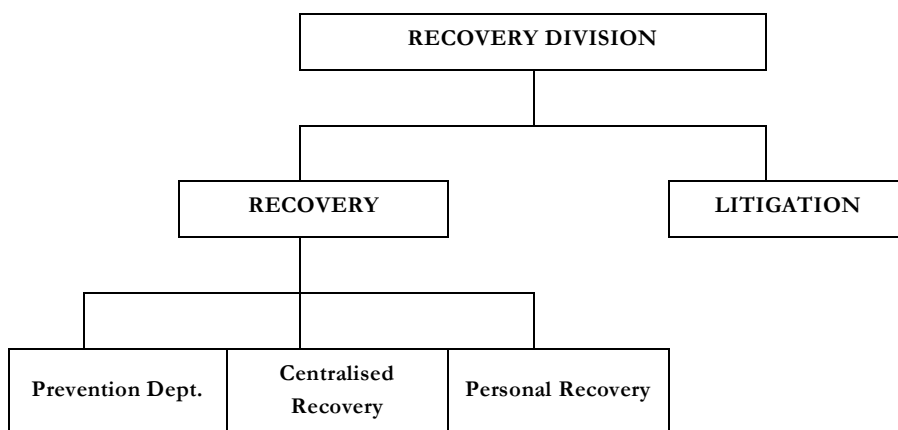 RECOVERY DIVISION
RECOVERY
LITIGATION
Prevention Dept.
Centralised
Recovery
Personal Recovery